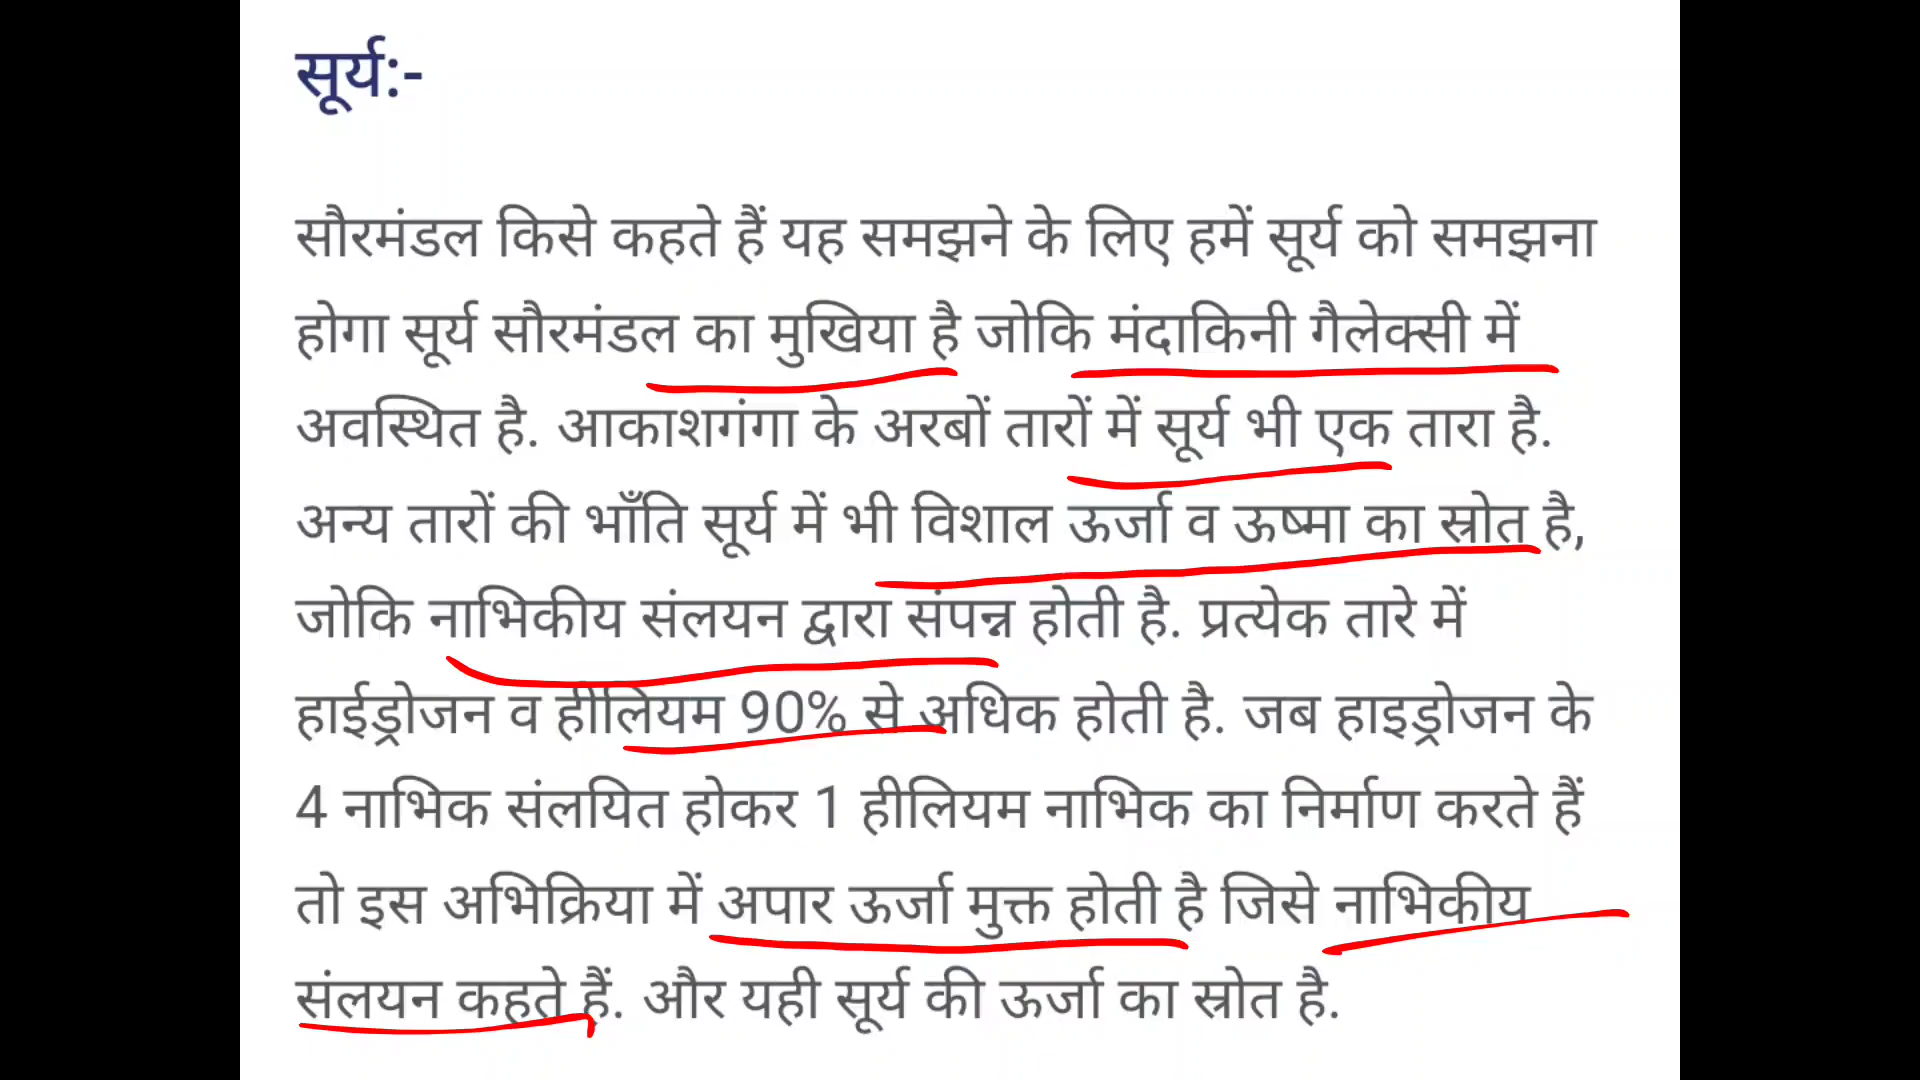 सूर्य:-
सौरमंडल किसे कहते हैं यह समझने के लिए हमें सूर्य को समझना
होगा सूर्य सौरमंडल का मुखिया है जोकि मंदाकिनी गैलेक्सी में
अवस्थित है. आकाशगंगा के अरबों तारों में सूर्य भी एक तारा है.
अन्य तारों की भाँति सूर्य में भी विशाल ऊर्जा व ऊष्मा का स्रोत है,
जोकि नाभिकीय संलयन द्वारा संपन्न होती है. प्रत्येक तारे में
हाईड्रोजन व हीलियम 90% से अधिक होती है. जब हाइड्रोजन के
4 नाभिक संलयित होकर 1 हीलियम नाभिक का निर्माण करते हैं
तो इस अभिक्रिया में अपार ऊर्जा मुक्त होती है जिसे नाभिकीय
संलयन कहते हैं. और यही सूर्य की ऊर्जा का स्रोत है.